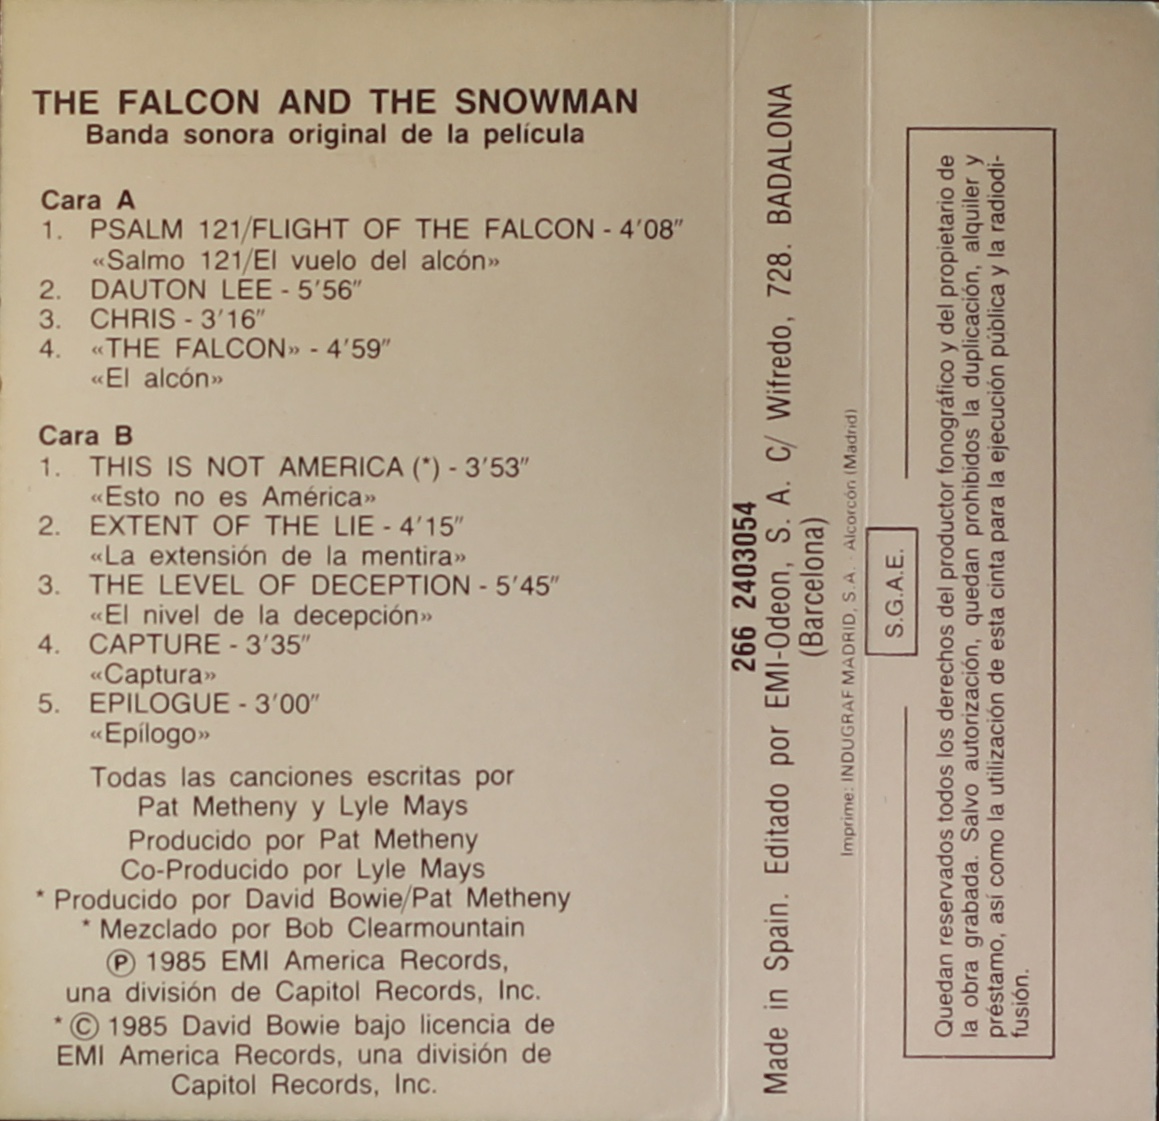 THE FALCON AND THE SNOWMAN
Banda sonora original de la película
Cara A
1. PSALM 121/FLIGHT OF THE FALCON - 4'08"
«Salmo 121/El vuelo del alcón»
2. DAUTON LEE - 5'56"
3. CHRIS - 3'16"
4. «THE FALCON» - 4'59"
«El alcón»
Cara B
1. THIS IS NOT AMERICA (*) - 3'53"
«Esto no es América»
2. EXTENT OF THE LIE - 4'15"
«La extensión de la mentira»
3. THE LEVEL OF DECEPTION - 5'45"
«El nivel de la decepción»
4. CAPTURE - 3'35"
«Captura»
5. EPILOGUE - 3'00"
«Epílogo»
Todas las canciones escritas por
Pat Metheny y Lyle Mays
Producido por Pat Metheny
Co-Producido por Lyle Mays
* Producido por David Bowie/Pat Metheny
* Mezclado por Bob Clearmountain
Ⓟ 1985 EMI America Records,
una división de Capitol Records, Inc.
* © 1985 David Bowie bajo licencia de
EMI America Records, una división de
Capitol Records, Inc.
266 2403054
Made in Spain. Editado por EMI-Odeon, S. A. C/ Wifredo, 728. BADALONA
(Barcelona)
Imprime: INDUGRAF MADRID, S. A. - Alcorcón (Madrid)
S.G.A.E.
Quedan reservados todos los derechos del productor fonográfico y del propietario de
la obra grabada. Salvo autorización, quedan prohibidos la duplicación, alquiler y
préstamo, así como la utilización de esta cinta para la ejecución pública y la radiodi-
fusión.